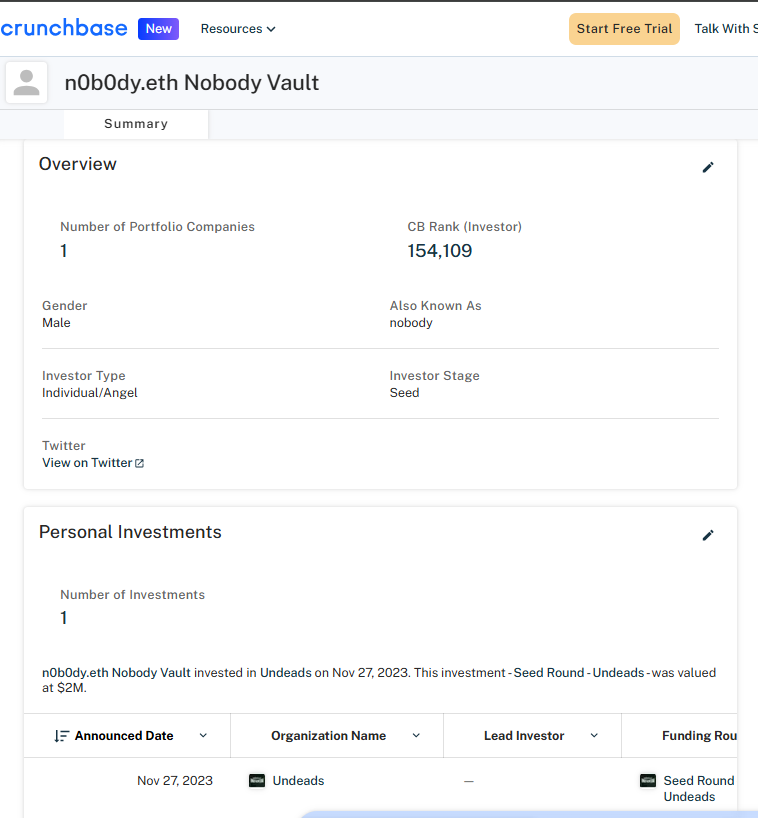 crunchbase New Resources Start Free Trial Talk With S
n0b0dy.eth Nobody Vault
Summary
Overview
Number of Portfolio Companies CB Rank (Investor)
1 154,109
Gender Also Known As
Male nobody
Investor Type Investor Stage
Individual/Angel Seed
Twitter
View on Twitter
Personal Investments
Number of Investments
1
n0b0dy.eth Nobody Vault invested in Undeads on Nov 27, 2023. This investment - Seed Round - Undeads - was valued
at $2M.
Announced Date Organization Name Lead Investor Funding Rou
Nov 27, 2023 Undeads — Seed Round
Undeads